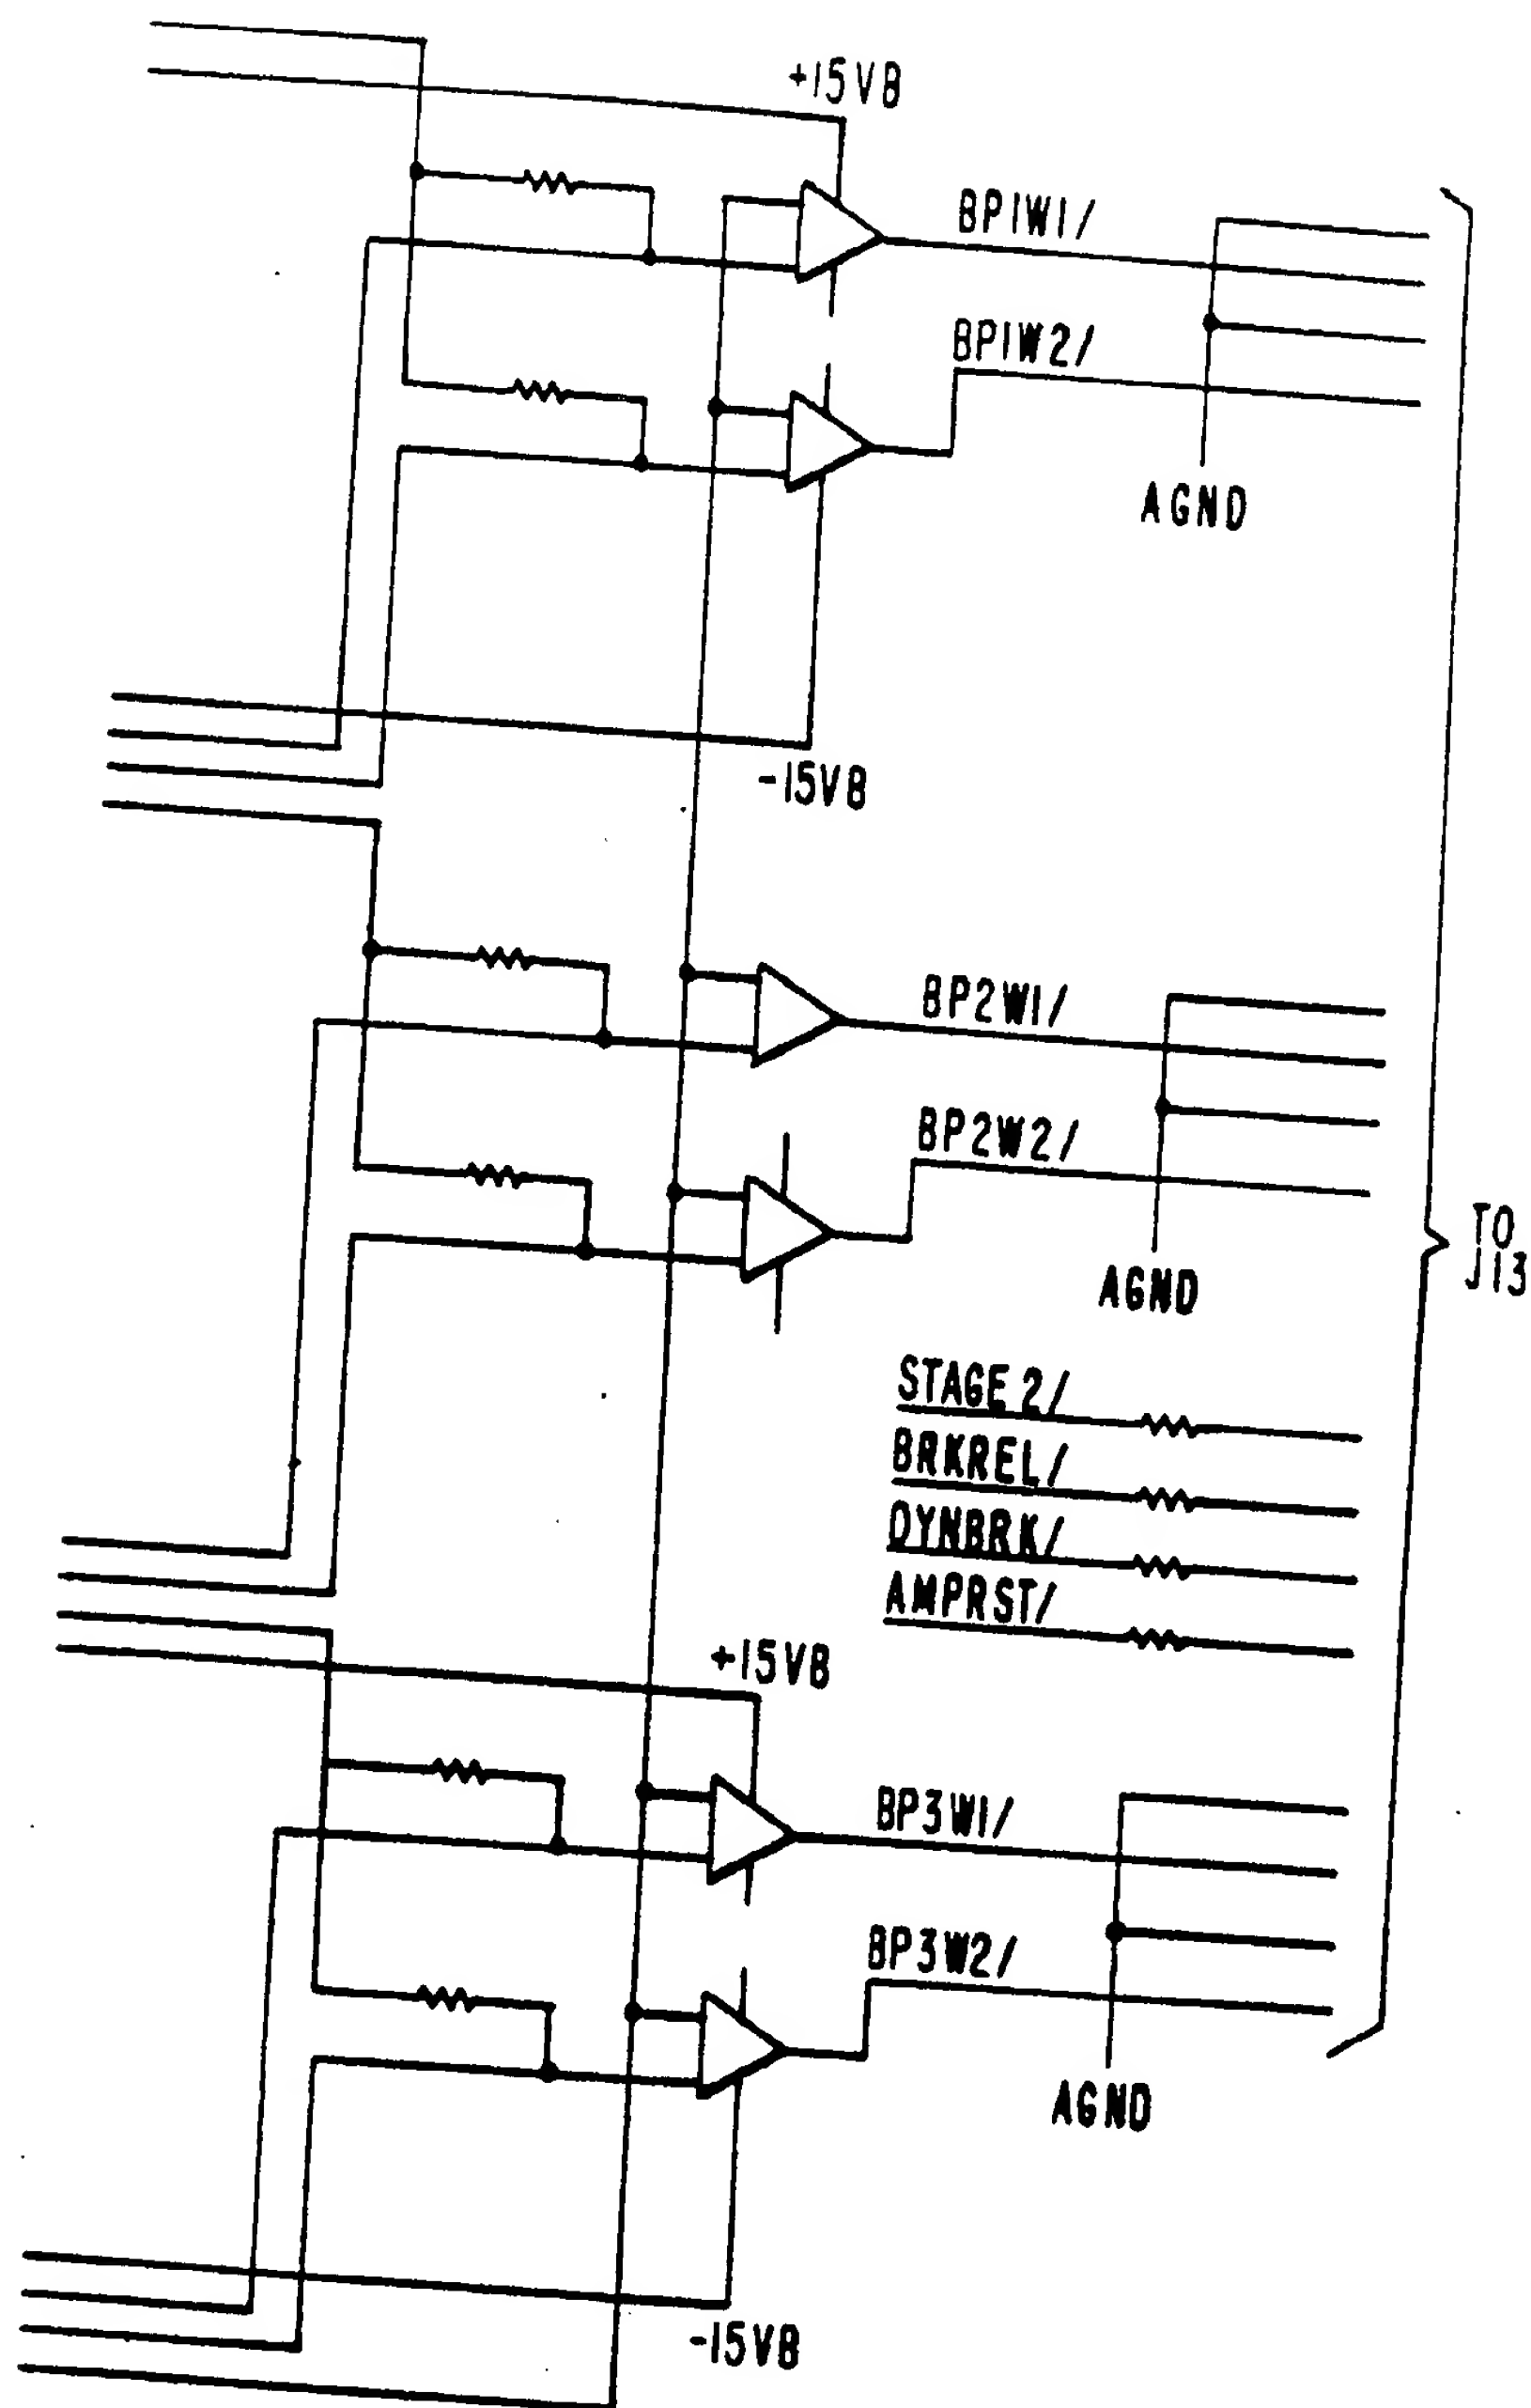 +15VB
BP1W1/
BP1W2/
AGND
-15VB
BP2W1/
BP2W2/
TO
J13
AGND
STAGE 2/
BRKREL/
DYNBRK/
AMPRST/
+15VB
BP3W1/
BP3W2/
AGND
-15VB